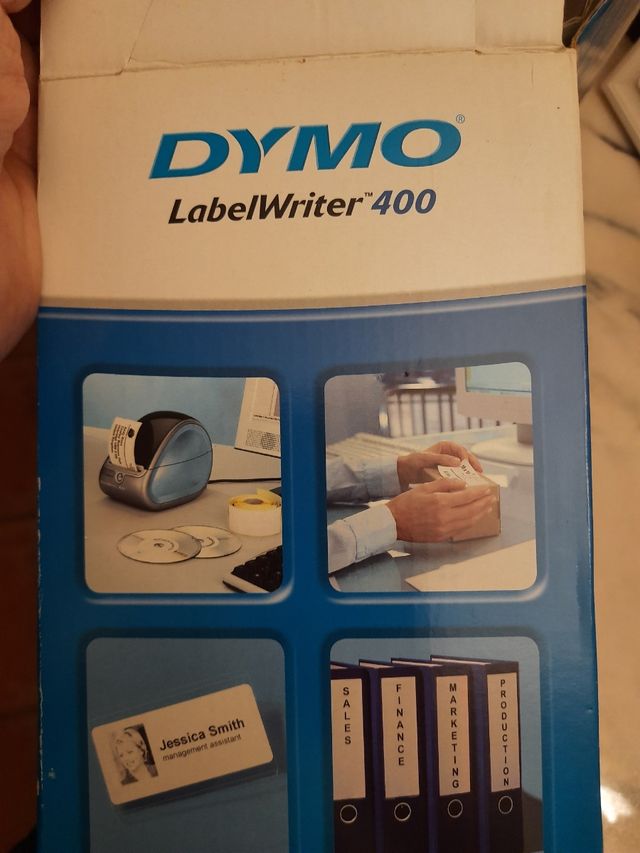 DYMO®
LabelWriter™ 400
Jessica Smith
management assistant
SALES
FINANCE
MARKETING
PRODUCTION